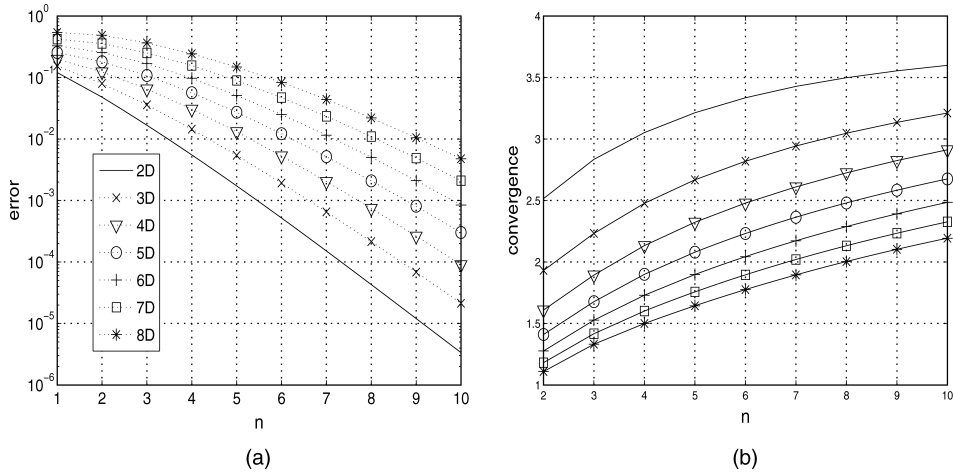 10^0
10^-1
10^-2
10^-3
10^-4
10^-5
10^-6
error
2D
3D
4D
5D
6D
7D
8D
1 2 3 4 5 6 7 8 9 10
n
(a)
4
3.5
3
2.5
2
1.5
1
convergence
2 3 4 5 6 7 8 9 10
n
(b)